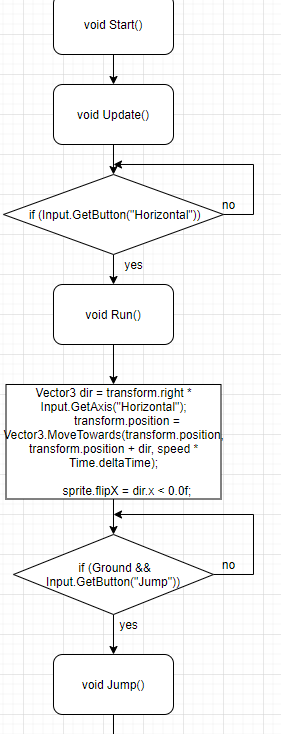 void Start()
void Update()
if (Input.GetButton("Horizontal"))
no
yes
void Run()
Vector3 dir = transform.right *
Input.GetAxis("Horizontal");
transform.position =
Vector3.MoveTowards(transform.position,
transform.position + dir, speed *
Time.deltaTime);
sprite.flipX = dir.x < 0.0f;
if (Ground &&
Input.GetButton("Jump"))
no
yes
void Jump()